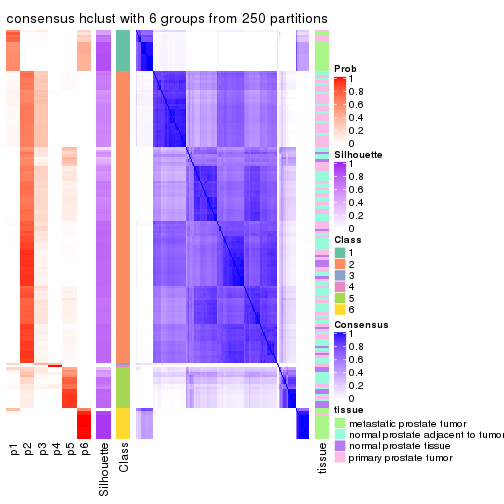 consensus hclust with 6 groups from 250 partitions
Prob
1
0.8
0.6
0.4
0.2
0
Silhouette
1
0.8
0.6
0.4
0.2
0
Class
1
2
3
4
5
6
Consensus
1
0.8
0.6
0.4
0.2
0
tissue
metastatic prostate tumor
normal prostate adjacent to tumor
normal prostate tissue
primary prostate tumor
p1
p2
p3
p4
p5
p6
Silhouette
Class
tissue